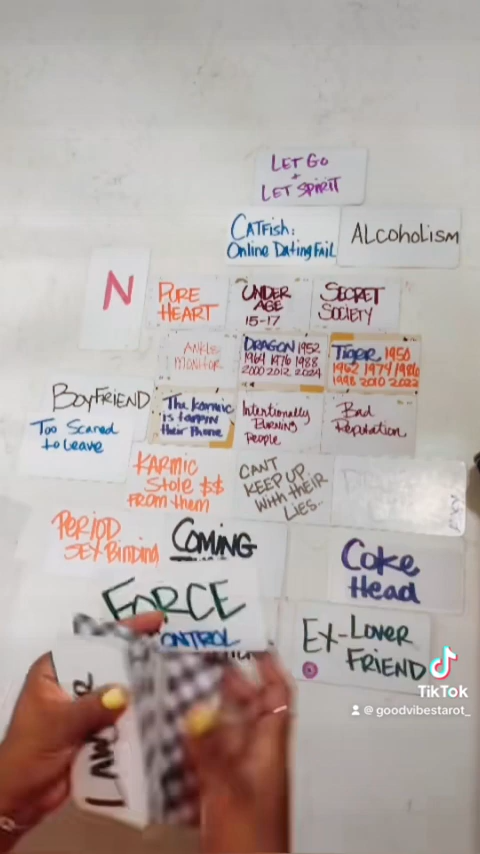 LET GO
+
LET SPIRIT
CATFISH:
Online Dating Fail
ALCOHOLISM
N
PURE
HEART
UNDER
AGE
15-17
SECRET
SOCIETY
ANKLE
MONITOR
DRAGON 1952
1964 1976 1988
2000 2012 2024
TIGER 1950
1962 1974 1986
1998 2010 2022
BOYFRIEND
Too Scared
to Leave
The Karmic
is tappin
their Phone
Intentionally
Burning
People
Bad
Reputation
KARMIC
Stole $$
FROM them
CANT
KEEP UP
WITH THEIR
LIES..
PERIOD
SEX Binding
COMING
Coke
Head
FORCE
CONTROL
EX-LOVER
FRIEND
TikTok
@goodvibestarot_